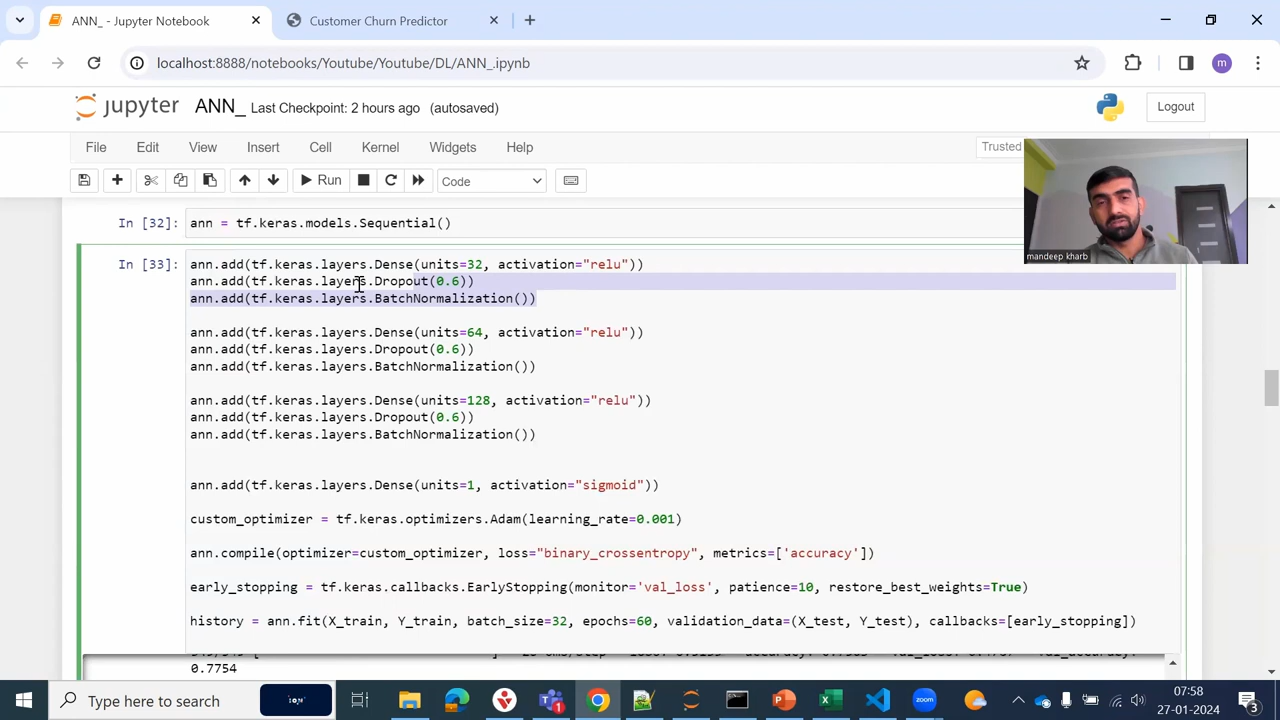 ANN_ - Jupyter Notebook
Customer Churn Predictor
localhost:8888/notebooks/Youtube/Youtube/DL/ANN_.ipynb
m
jupyter ANN_ Last Checkpoint: 2 hours ago (autosaved)
Logout
File Edit View Insert Cell Kernel Widgets Help
Trusted
Run
Code
mandeep kharb
In [32]: ann = tf.keras.models.Sequential()
In [33]: ann.add(tf.keras.layers.Dense(units=32, activation="relu"))
ann.add(tf.keras.layers.Dropout(0.6))
ann.add(tf.keras.layers.BatchNormalization())
ann.add(tf.keras.layers.Dense(units=64, activation="relu"))
ann.add(tf.keras.layers.Dropout(0.6))
ann.add(tf.keras.layers.BatchNormalization())
ann.add(tf.keras.layers.Dense(units=128, activation="relu"))
ann.add(tf.keras.layers.Dropout(0.6))
ann.add(tf.keras.layers.BatchNormalization())
ann.add(tf.keras.layers.Dense(units=1, activation="sigmoid"))
custom_optimizer = tf.keras.optimizers.Adam(learning_rate=0.001)
ann.compile(optimizer=custom_optimizer, loss="binary_crossentropy", metrics=['accuracy'])
early_stopping = tf.keras.callbacks.EarlyStopping(monitor='val_loss', patience=10, restore_best_weights=True)
history = ann.fit(X_train, Y_train, batch_size=32, epochs=60, validation_data=(X_test, Y_test), callbacks=[early_stopping])
0.7754
Type here to search
zoom
07:58
27-01-2024
3